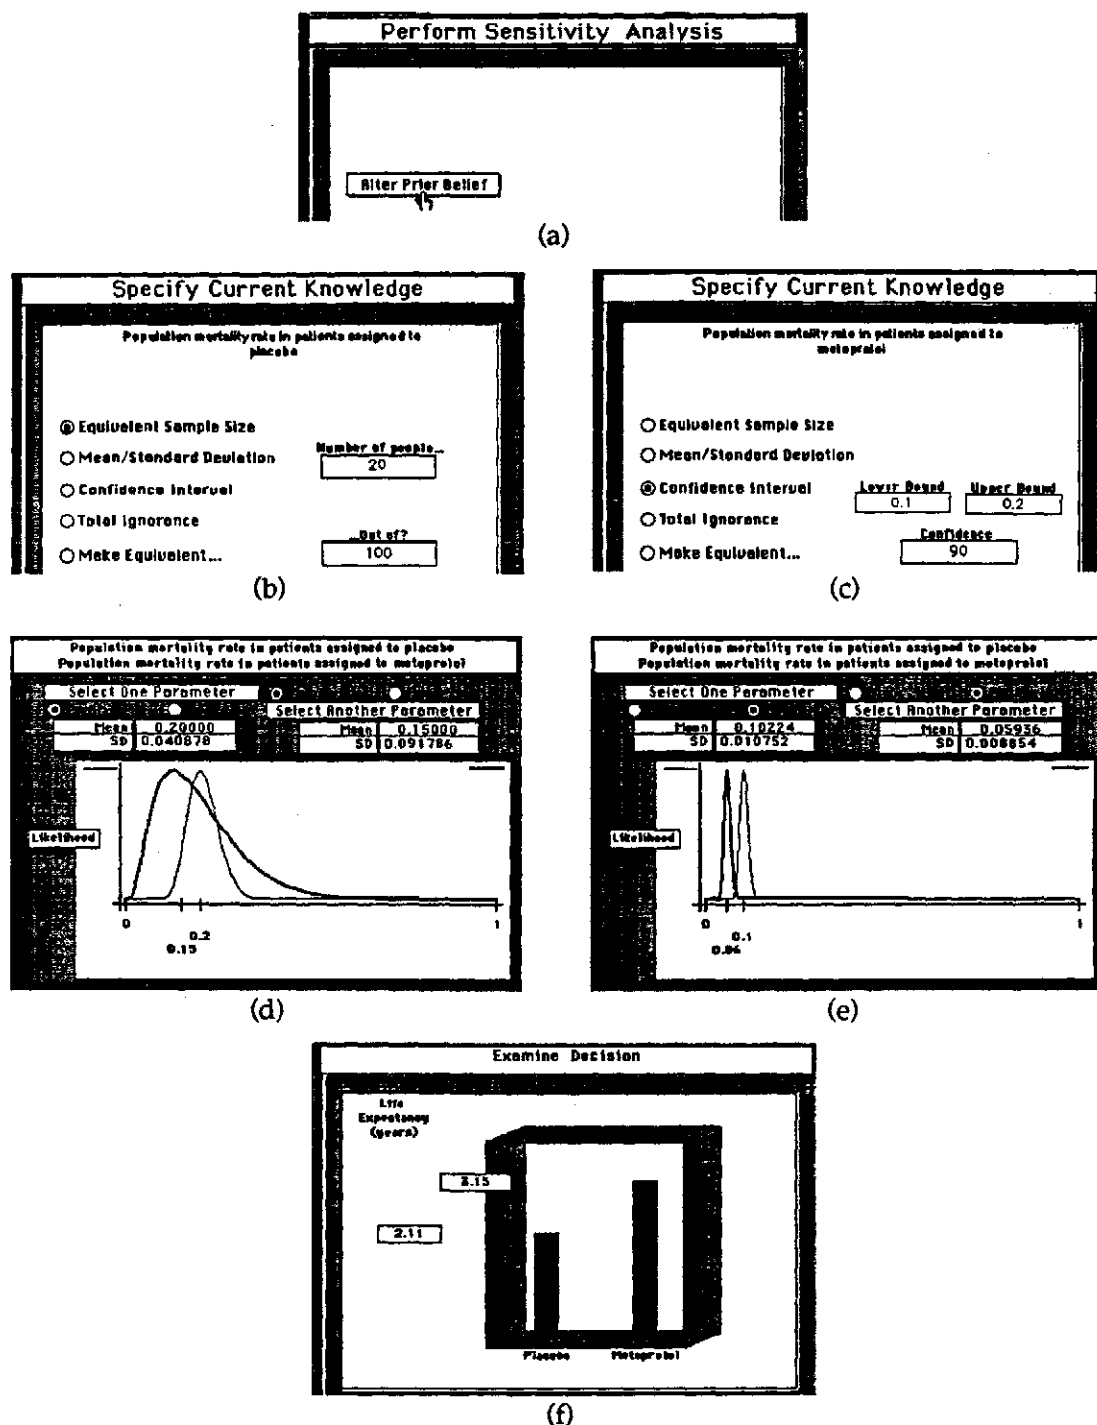 Perform Sensitivity Analysis
Alter Prior Belief
(a)
Specify Current Knowledge
Population mortality rate in patients assigned to
placebo
Equivalent Sample Size
Mean/Standard Deviation
Confidence Interval
Total Ignorance
Make Equivalent...
Number of people...
20
...Out of?
100
(b)
Specify Current Knowledge
Population mortality rate in patients assigned to
metoprolol
Equivalent Sample Size
Mean/Standard Deviation
Confidence Interval
Total Ignorance
Make Equivalent...
Lower Bound
0.1
Upper Bound
0.2
Confidence
90
(c)
Population mortality rate in patients assigned to placebo
Population mortality rate in patients assigned to metoprolol
Select One Parameter
Select Another Parameter
Mean 0.20000
SD 0.040878
Mean 0.15000
SD 0.091786
Likelihood
0
1
0.2
0.15
(d)
Population mortality rate in patients assigned to placebo
Population mortality rate in patients assigned to metoprolol
Select One Parameter
Select Another Parameter
Mean 0.10224
SD 0.010752
Mean 0.05936
SD 0.008854
Likelihood
0
1
0.1
0.06
(e)
Examine Decision
Life
Expectancy
(years)
3.15
2.11
Placebo
Metoprolol
(f)